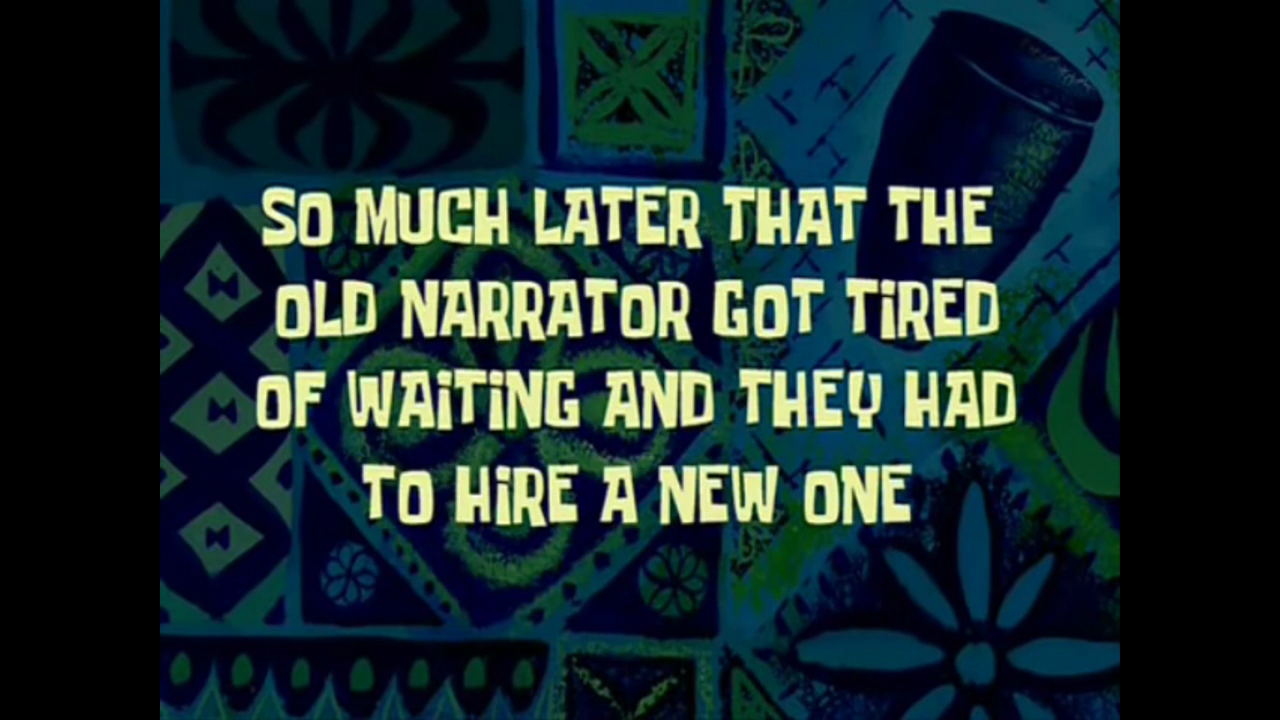 SO MUCH LATER THAT THE
OLD NARRATOR GOT TIRED
OF WAITING AND THEY HAD
TO HIRE A NEW ONE